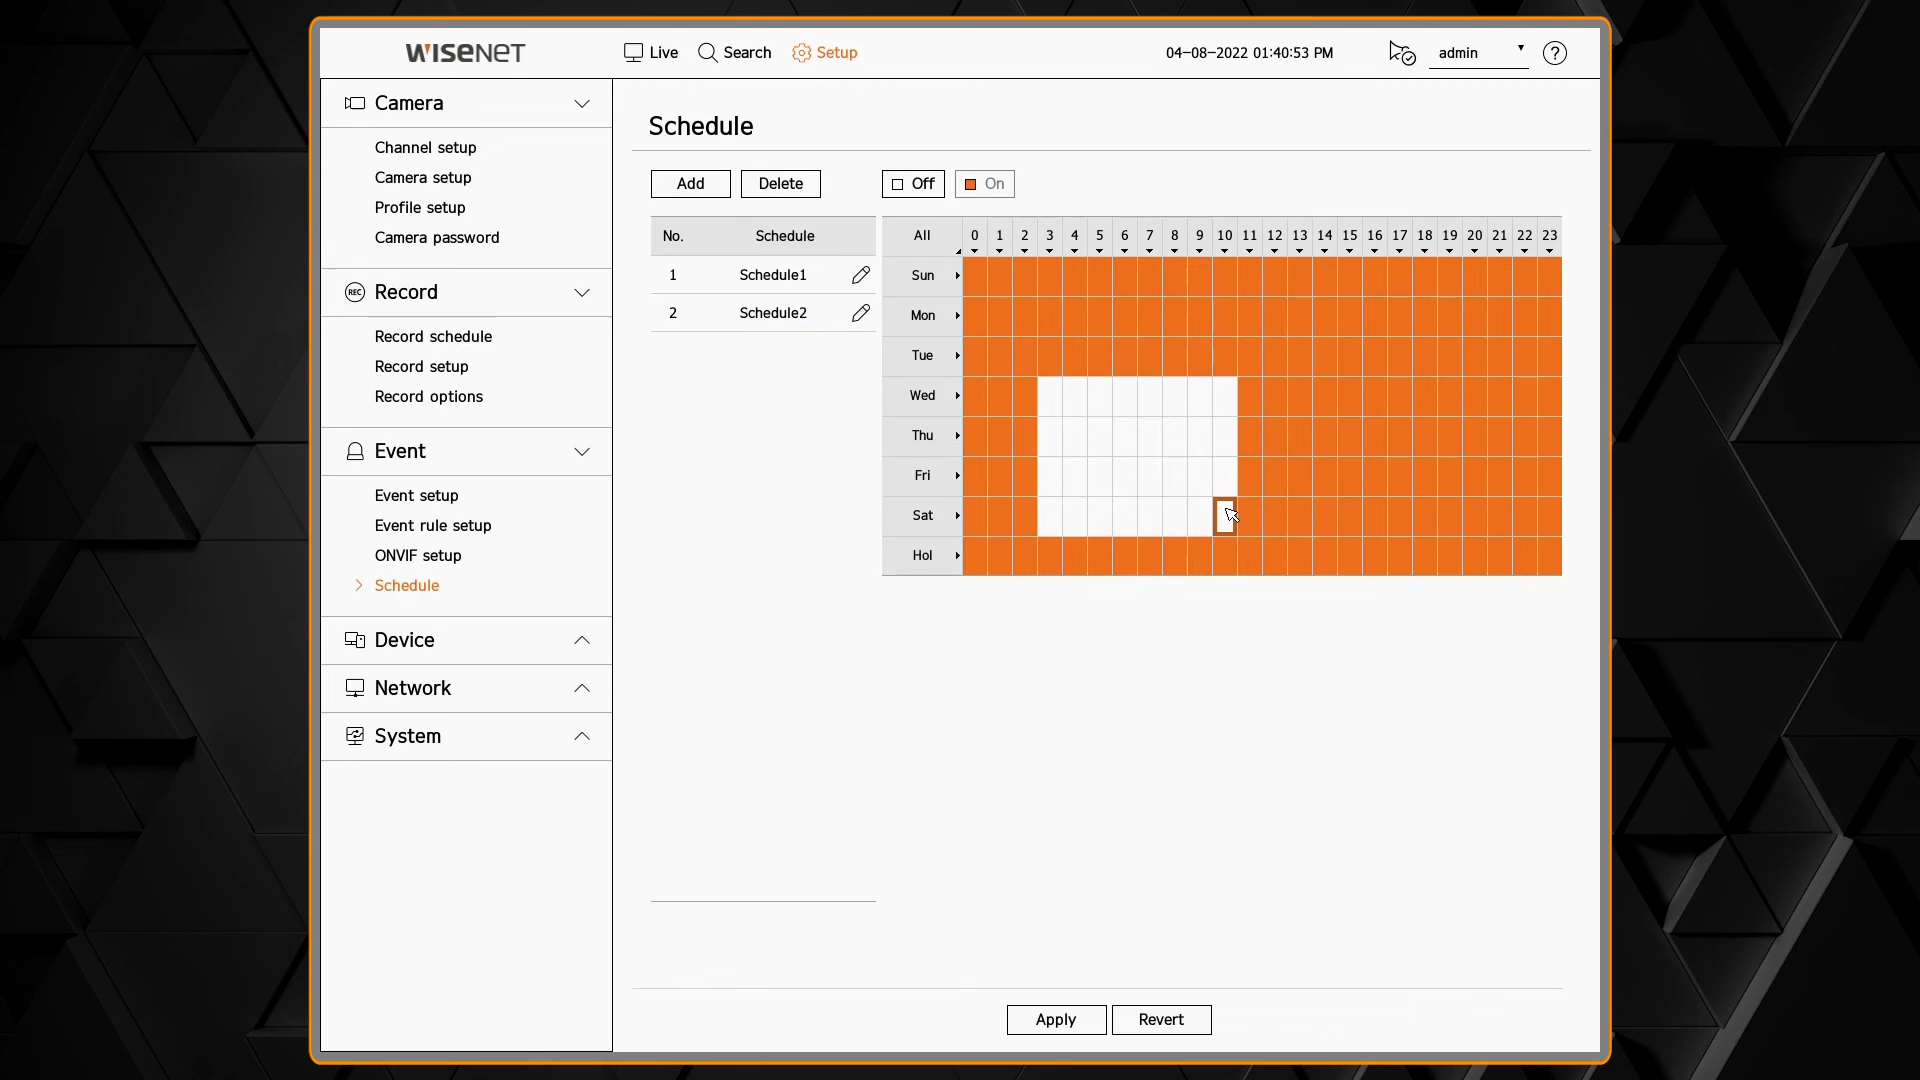 WISENET
Live Search Setup
04-08-2022 01:40:53 PM
admin
?
Camera
Channel setup
Camera setup
Profile setup
Camera password
REC Record
Record schedule
Record setup
Record options
Event
Event setup
Event rule setup
ONVIF setup
Schedule
Device
Network
System
Schedule
Add Delete
Off On
No. Schedule
1 Schedule1
2 Schedule2
All 0 1 2 3 4 5 6 7 8 9 10 11 12 13 14 15 16 17 18 19 20 21 22 23
Sun
Mon
Tue
Wed
Thu
Fri
Sat
Hol
Apply Revert